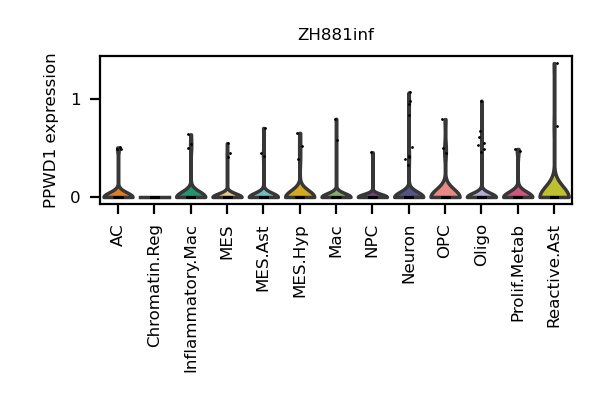 ZH881inf
PPWD1 expression
1
0
AC
Chromatin.Reg
Inflammatory.Mac
MES
MES.Ast
MES.Hyp
Mac
NPC
Neuron
OPC
Oligo
Prolif.Metab
Reactive.Ast